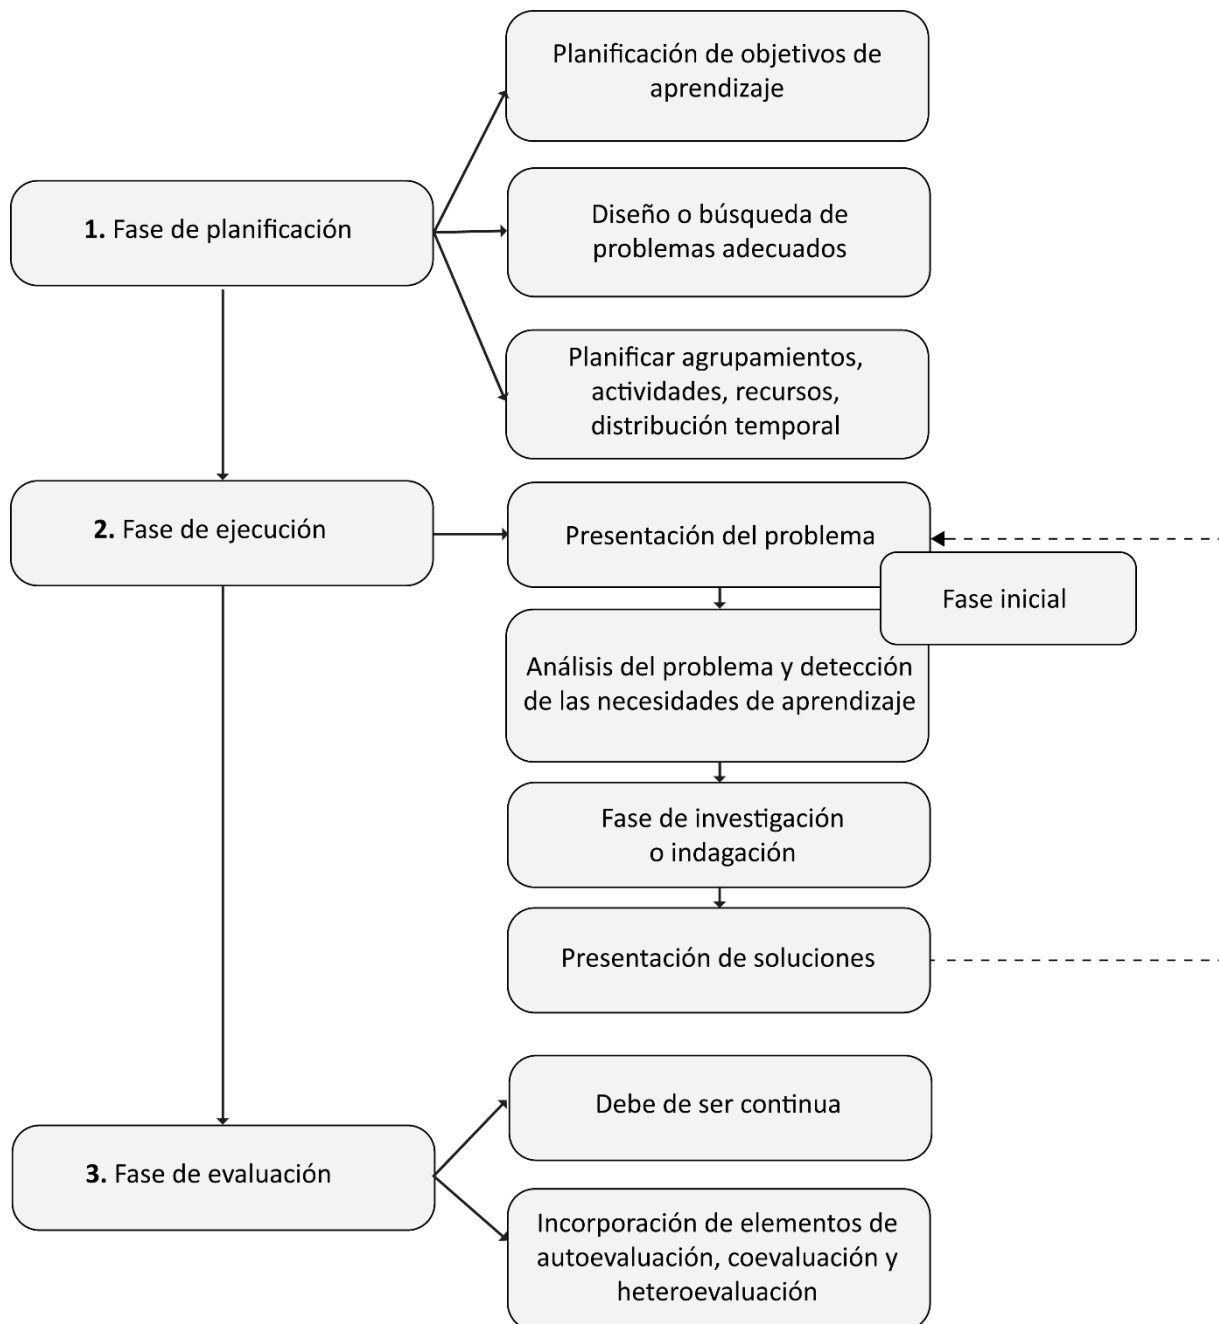 Planificación de objetivos de
aprendizaje
1. Fase de planificación
Diseño o búsqueda de
problemas adecuados
Planificar agrupamientos,
actividades, recursos,
distribución temporal
2. Fase de ejecución
Presentación del problema
Fase inicial
Análisis del problema y detección
de las necesidades de aprendizaje
Fase de investigación
o indagación
Presentación de soluciones
Debe de ser continua
3. Fase de evaluación
Incorporación de elementos de
autoevaluación, coevaluación y
heteroevaluación